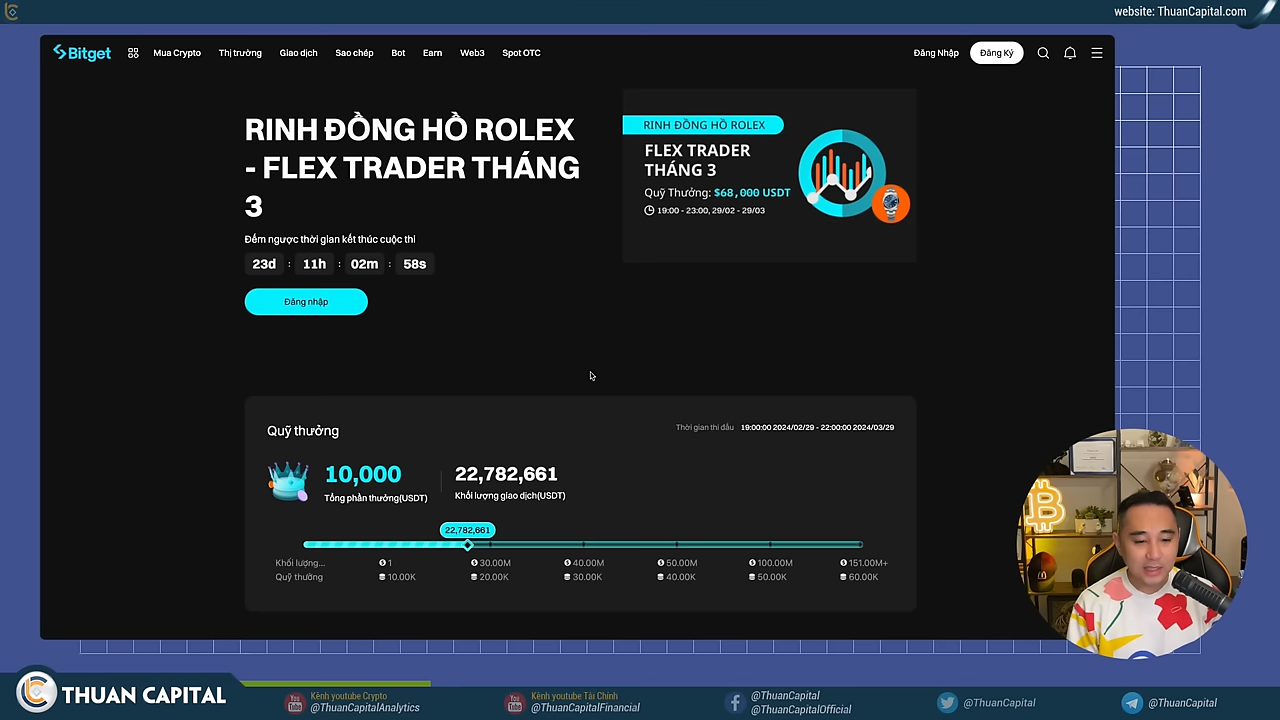 website: ThuanCapital.com
Bitget
Mua Crypto
Thị trường
Giao dịch
Sao chép
Bot
Earn
Web3
Spot OTC
Đăng Nhập
Đăng Ký
RINH ĐỒNG HỒ ROLEX
- FLEX TRADER THÁNG
3
Đếm ngược thời gian kết thúc cuộc thi
23d : 11h : 02m : 58s
Đăng nhập
RINH ĐỒNG HỒ ROLEX
FLEX TRADER
THÁNG 3
Quỹ Thưởng: $68,000 USDT
19:00 - 23:00, 29/02 - 29/03
Quỹ thưởng
Thời gian thi đấu 19:00:00 2024/02/29 - 22:00:00 2024/03/29
10,000
Tổng phần thưởng(USDT)
22,782,661
Khối lượng giao dịch(USDT)
22,782,661
Khối lượng... 1 30.00M 40.00M 50.00M 100.00M 151.00M+
Quỹ thưởng 10.00K 20.00K 30.00K 40.00K 50.00K 60.00K
THUAN CAPITAL
Kênh youtube Crypto
@ThuanCapitalAnalytics
Kênh youtube Tài Chính
@ThuanCapitalFinancial
@ThuanCapital
@ThuanCapitalOfficial
@ThuanCapital
@ThuanCapital